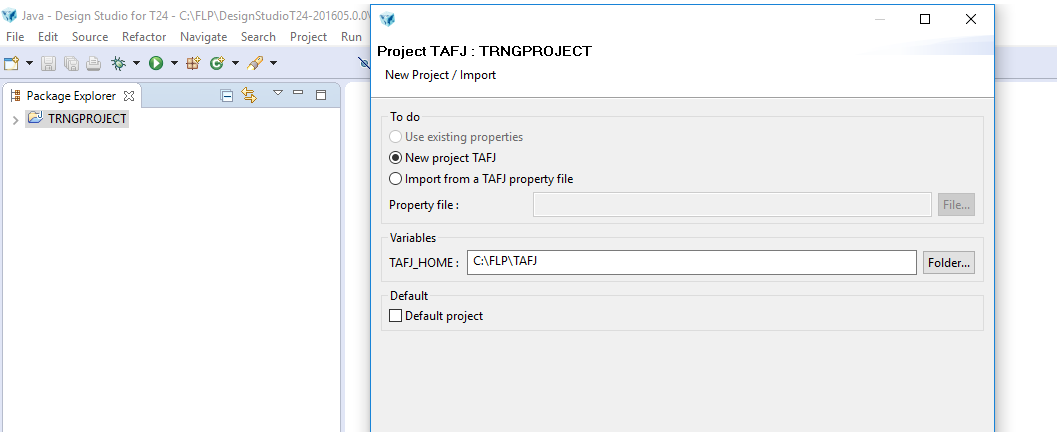 Java - Design Studio for T24 - C:\FLP\DesignStudioT24-201605.0.0\
File Edit Source Refactor Navigate Search Project Run
Package Explorer
TRNGPROJECT
Project TAFJ : TRNGPROJECT
New Project / Import
To do
Use existing properties
New project TAFJ
Import from a TAFJ property file
Property file :
File...
Variables
TAFJ_HOME : C:\FLP\TAFJ Folder...
Default
Default project